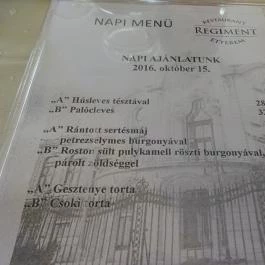 NAPI MENÜ
RESTAURANT
REGIMENT
ÉTTEREM
NAPI AJÁNLATUNK
2016. október 15.
„A” Húsleves tésztával 28
„B” Palócleves
„A” Rántott sertésmáj
petrezselymes burgonyával
„B” Roston sült pulykamell röszti burgonyával,
párolt zöldséggel
„A” Gesztenye torta
„B” Csoki torta